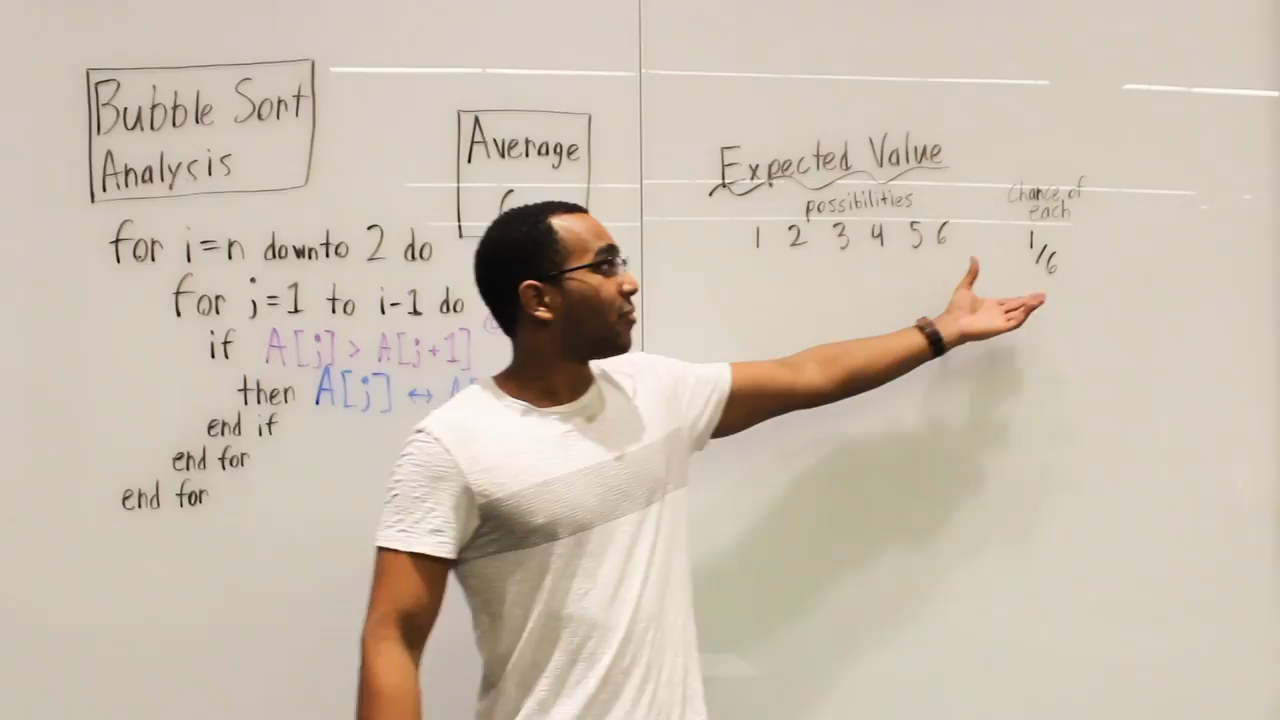 Bubble Sort
Analysis
for i=n downto 2 do
for j=1 to i-1 do
if A[j] > A[j+1]
then A[j] ↔
end if
end for
end for
Average
Expected Value
possibilities
1 2 3 4 5 6
Chance of
each
1/6